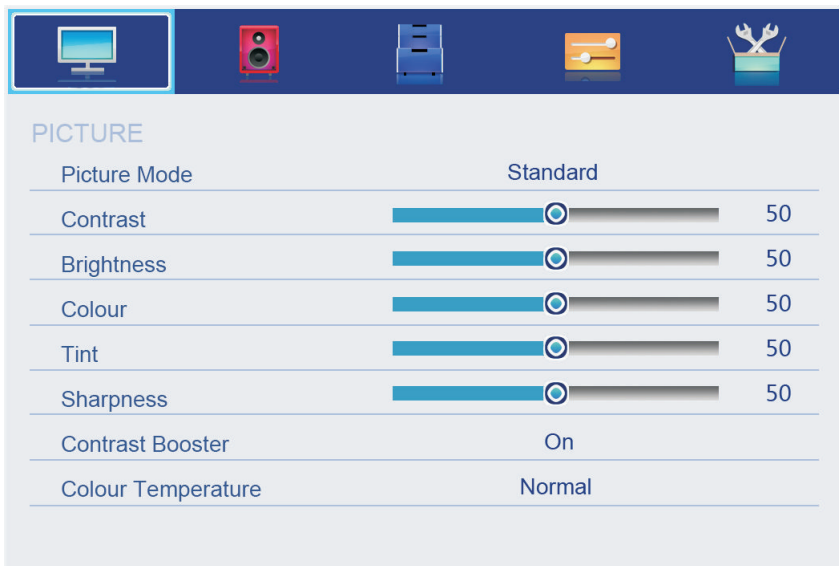 PICTURE
Picture Mode Standard
Contrast 50
Brightness 50
Colour 50
Tint 50
Sharpness 50
Contrast Booster On
Colour Temperature Normal